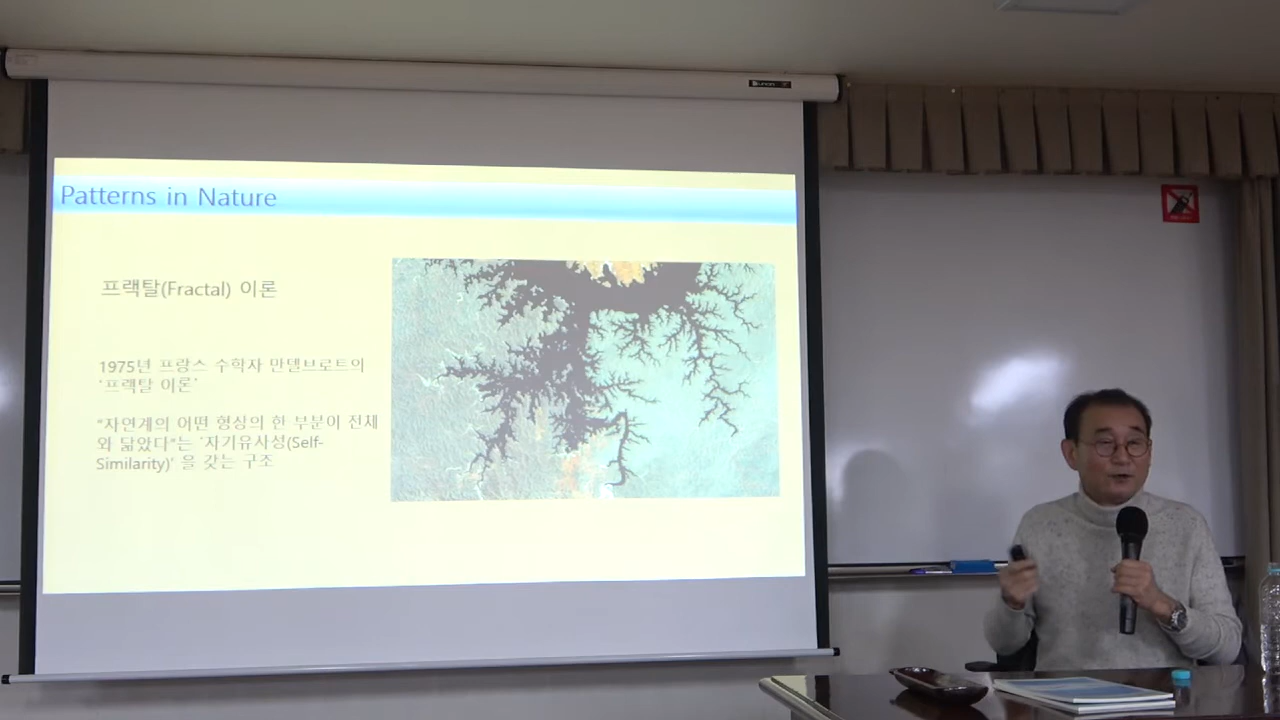 Patterns in Nature
프랙탈(Fractal) 이론
1975년 프랑스 수학자 만델브로트의
'프랙탈 이론'
"자연계의 어떤 형상의 한 부분이 전체
와 닮았다"는 '자기유사성(Self-
Similarity)' 을 갖는 구조